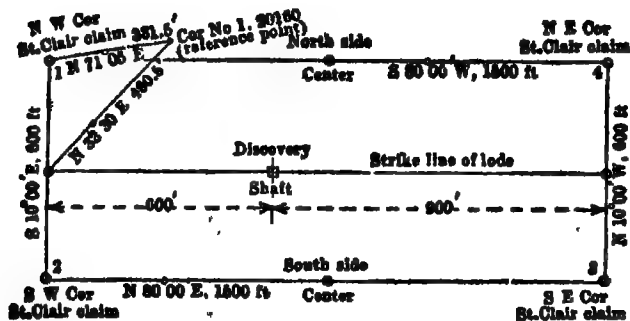 N W Cor
St.Clair claim 331.5'
Cor No 1. 20160
(reference point)
1 N 71°05' E
North side
Center
S 80°00' W, 1500 ft
N E Cor
St.Clair claim
4
S 10°00' E, 600 ft
N 33°30' E 460.5'
Discovery
Shaft
Strike line of lode
600'
900'
N 10°00' W, 600 ft
2
S W Cor
St.Clair claim
N 80°00' E, 1500 ft
South side
Center
3
S E Cor
St.Clair claim